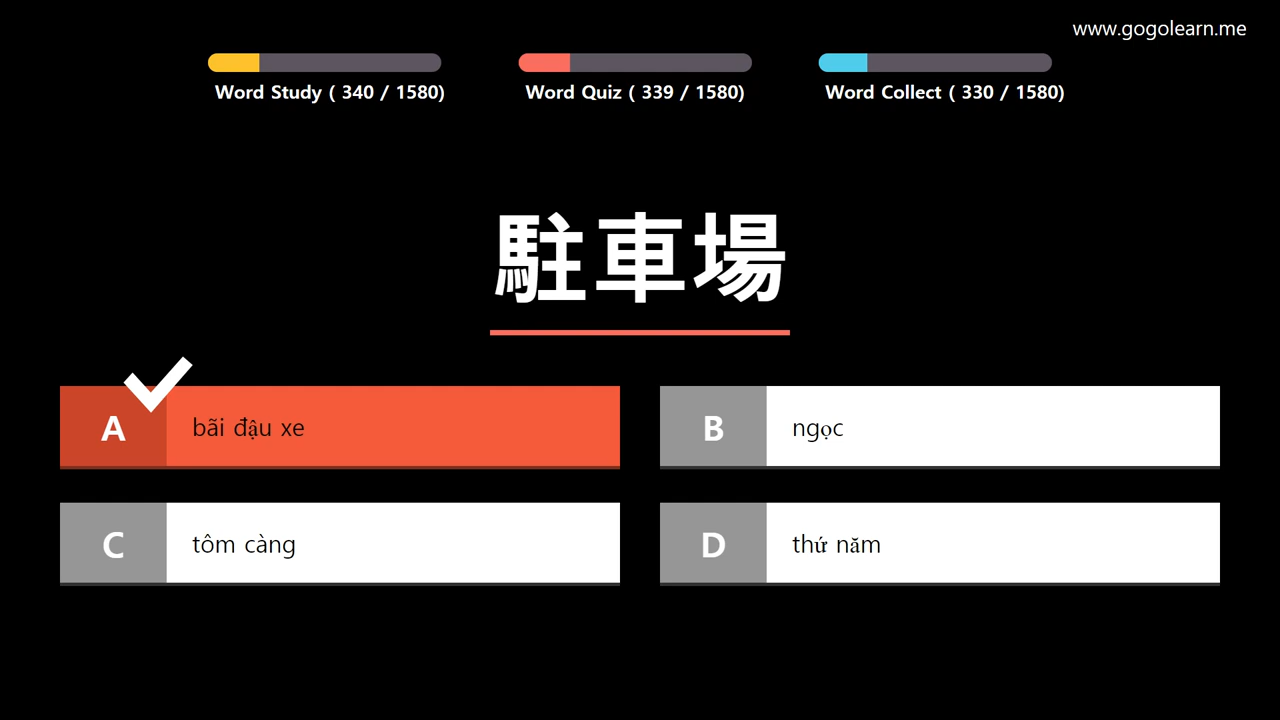 www.gogolearn.me
Word Study ( 340 / 1580)
Word Quiz ( 339 / 1580)
Word Collect ( 330 / 1580)
駐車場
A
bãi đậu xe
B
ngọc
C
tôm càng
D
thứ năm